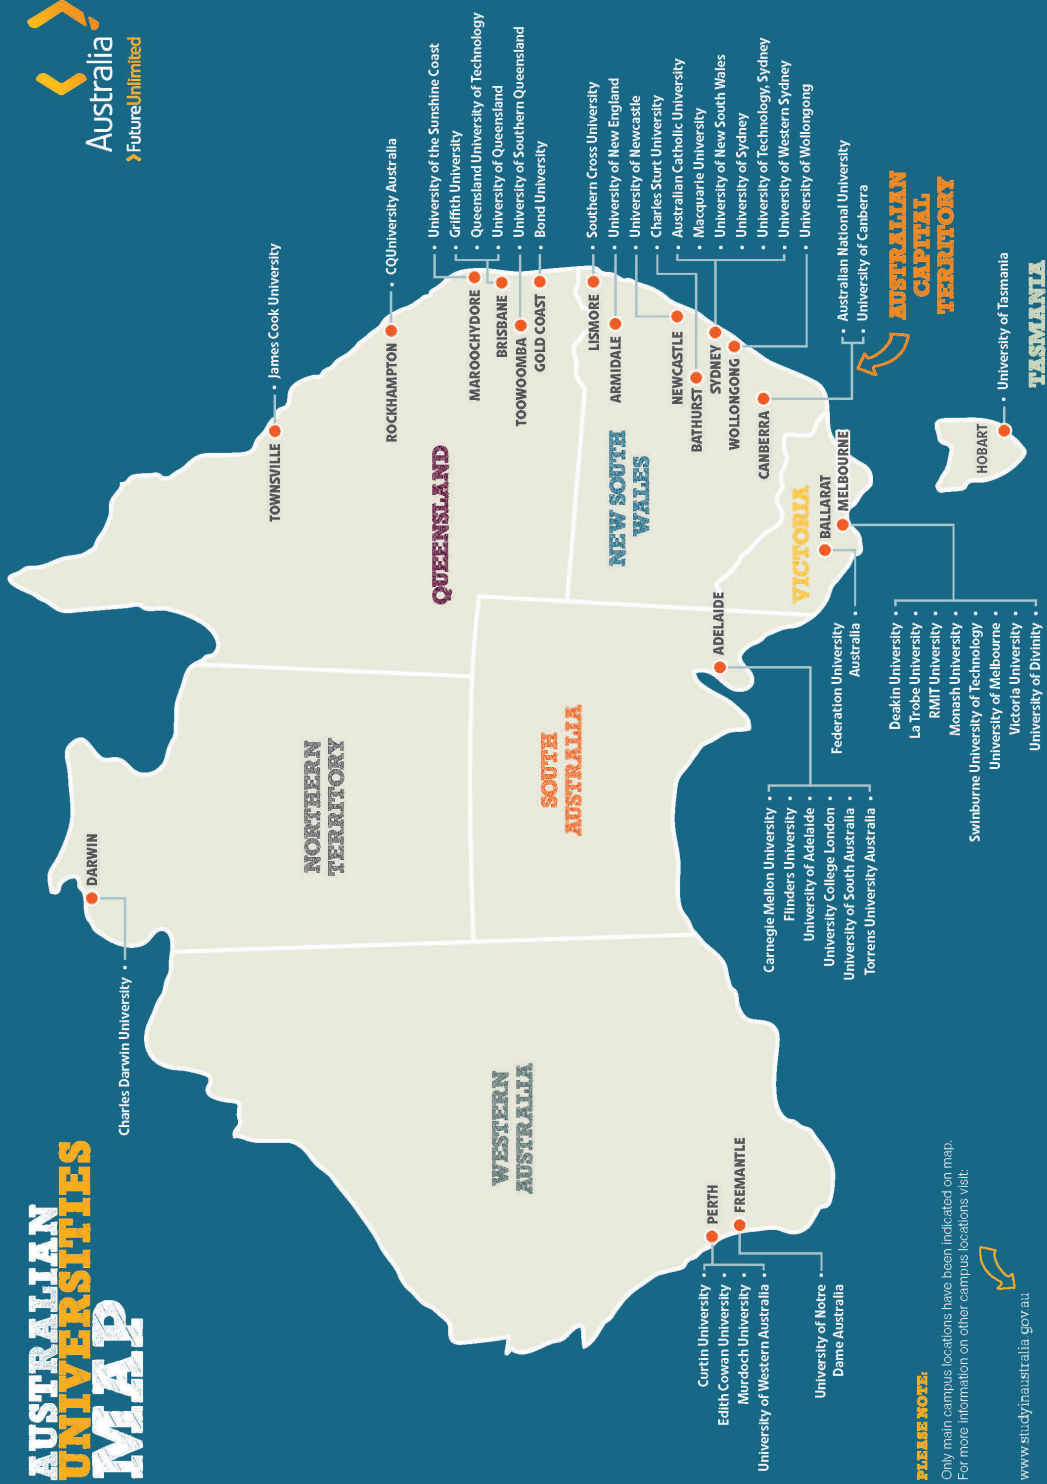 AUSTRALIAN
UNIVERSITIES
MAP
Australia
FutureUnlimited
Charles Darwin University
DARWIN
NORTHERN
TERRITORY
James Cook University
TOWNSVILLE
CQUniversity Australia
ROCKHAMPTON
QUEENSLAND
University of the Sunshine Coast
Griffith University
Queensland University of Technology
University of Queensland
University of Southern Queensland
Bond University
MAROOCHYDORE
BRISBANE
TOOWOOMBA
GOLD COAST
WESTERN
AUSTRALIA
SOUTH
AUSTRALIA
NEW SOUTH
WALES
LISMORE
ARMIDALE
NEWCASTLE
BATHURST
SYDNEY
WOLLONGONG
CANBERRA
Southern Cross University
University of New England
University of Newcastle
Charles Sturt University
Australian Catholic University
Macquarie University
University of New South Wales
University of Sydney
University of Technology, Sydney
University of Western Sydney
University of Wollongong
Australian National University
University of Canberra
AUSTRALIAN
CAPITAL
TERRITORY
PERTH
FREMANTLE
Curtin University
Edith Cowan University
Murdoch University
University of Western Australia
University of Notre
Dame Australia
ADELAIDE
Carnegie Mellon University
Flinders University
University of Adelaide
University College London
University of South Australia
Torrens University Australia
VICTORIA
BALLARAT
MELBOURNE
Federation University
Australia
Deakin University
La Trobe University
RMIT University
Monash University
Swinburne University of Technology
University of Melbourne
Victoria University
University of Divinity
HOBART
University of Tasmania
TASMANIA
PLEASE NOTE:
Only main campus locations have been indicated on map.
For more information on other campus locations visit:
www.studyinaustralia.gov.au